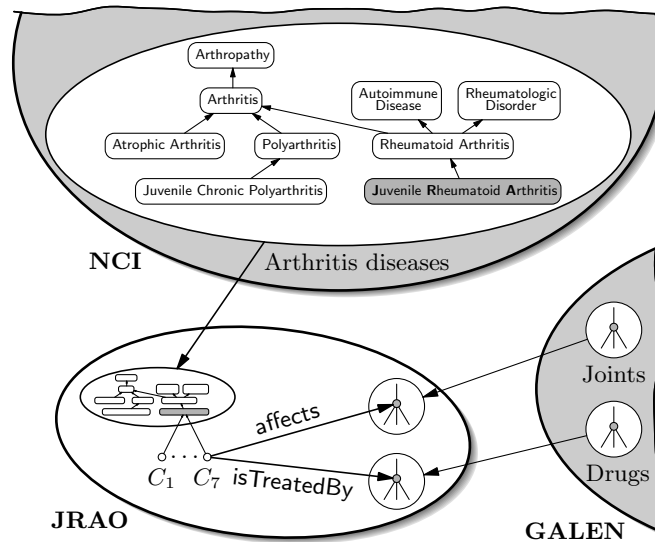 Arthropathy
Arthritis
Autoimmune
Disease
Rheumatologic
Disorder
Atrophic Arthritis
Polyarthritis
Rheumatoid Arthritis
Juvenile Chronic Polyarthritis
Juvenile Rheumatoid Arthritis
NCI
Arthritis diseases
Joints
affects
C1 · · · C7
isTreatedBy
Drugs
JRAO
GALEN